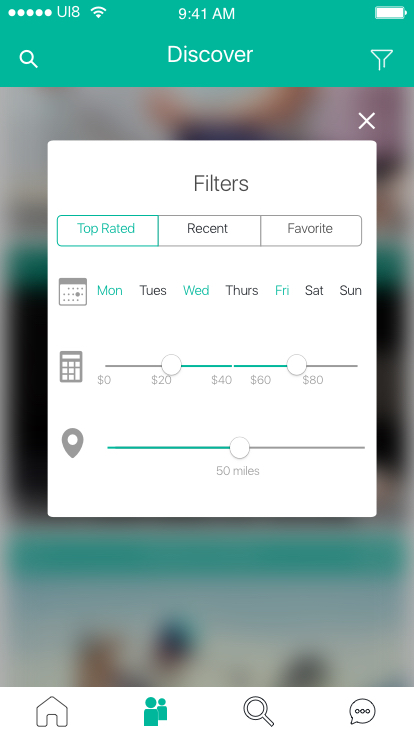 UI8 9:41 AM
Discover
Filters
Top Rated Recent Favorite
Mon Tues Wed Thurs Fri Sat Sun
$0 $20 $40 $60 $80
50 miles